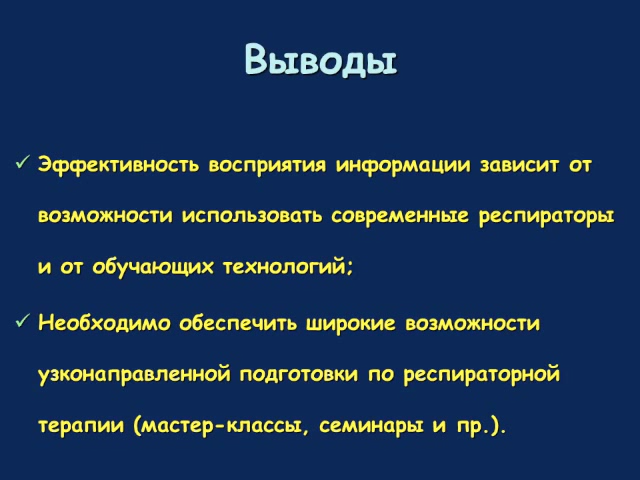 Выводы
✓ Эффективность восприятия информации зависит от
возможности использовать современные респираторы
и от обучающих технологий;
✓ Необходимо обеспечить широкие возможности
узконаправленной подготовки по респираторной
терапии (мастер-классы, семинары и пр.).